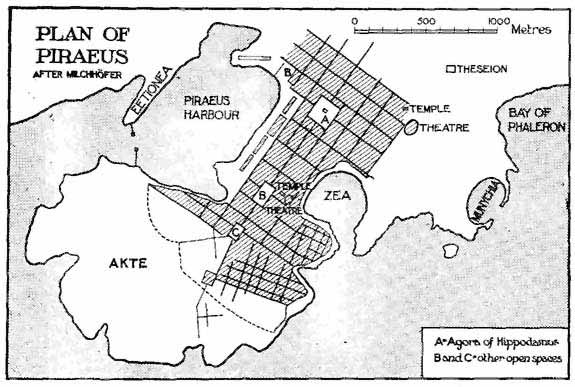 PLAN OF
PIRAEUS
AFTER MILCHHÖFER
0 500 1000
Metres
THESEION
EETIONEA
PIRAEUS
HARBOUR
B
A
TEMPLE
THEATRE
BAY OF
PHALERON
B
TEMPLE
THEATRE
ZEA
MUNYCHIA
C
AKTE
A=Agora of Hippodamus
B and C=other open spaces